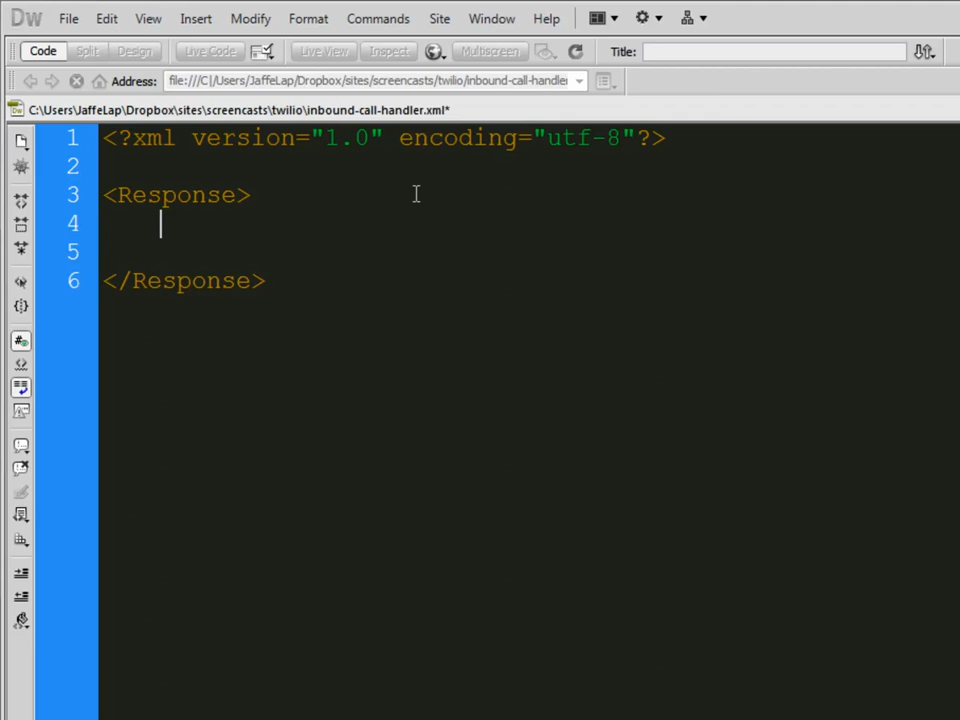 Dw File Edit View Insert Modify Format Commands Site Window Help
Code Split Design Live Code Live View Inspect Multiscreen Title:
Address: file:///C|/Users/JaffeLap/Dropbox/sites/screencasts/twilio/inbound-call-handler
C:\Users\JaffeLap\Dropbox\sites\screencasts\twilio\inbound-call-handler.xml*
1 <?xml version="1.0" encoding="utf-8"?>
2
3 <Response>
4
5
6 </Response>